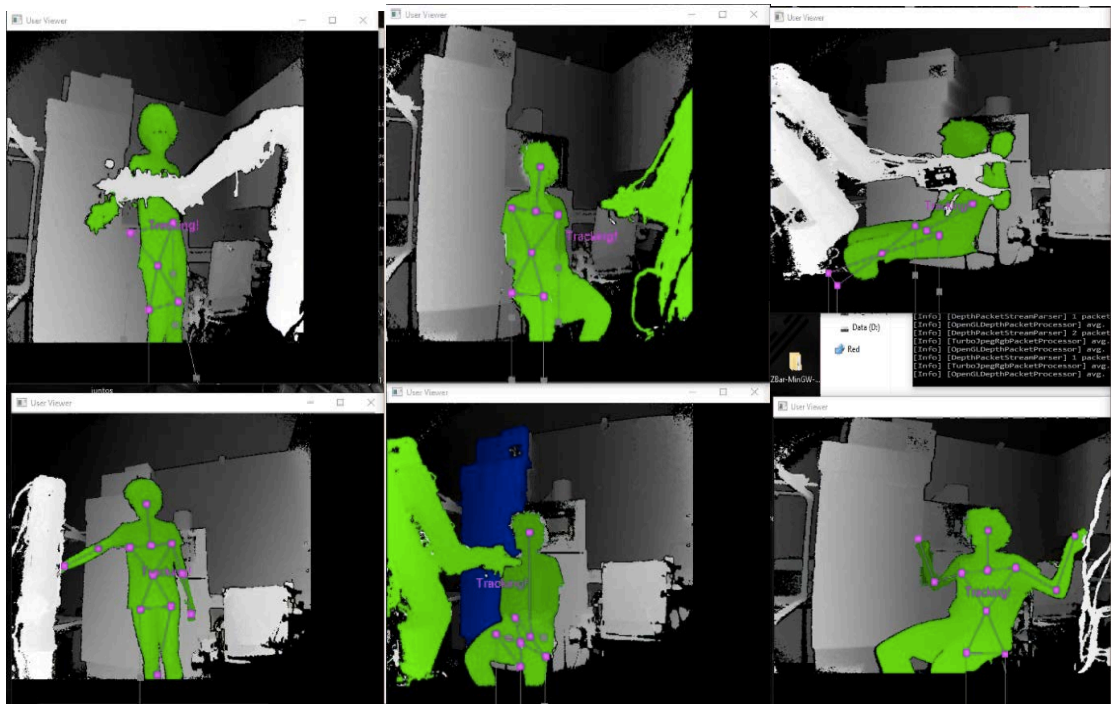 User Viewer
User Viewer
User Viewer
Tracking!
Tracking!
Tracking!
Data (D:)
Red
ZBar-MinGW-...
[Info] [DepthPacketStreamParser] 1 packet
[Info] [OpenGLDepthPacketProcessor] avg.
[Info] [DepthPacketStreamParser] 2 packet
[Info] [TurboJpegRgbPacketProcessor] avg.
[Info] [OpenGLDepthPacketProcessor] avg.
[Info] [DepthPacketStreamParser] 1 packet
[Info] [TurboJpegRgbPacketProcessor] avg.
[Info] [OpenGLDepthPacketProcessor] avg.
juntos
User Viewer
User Viewer
User Viewer
Tracking!
Tracking!
Tracking!